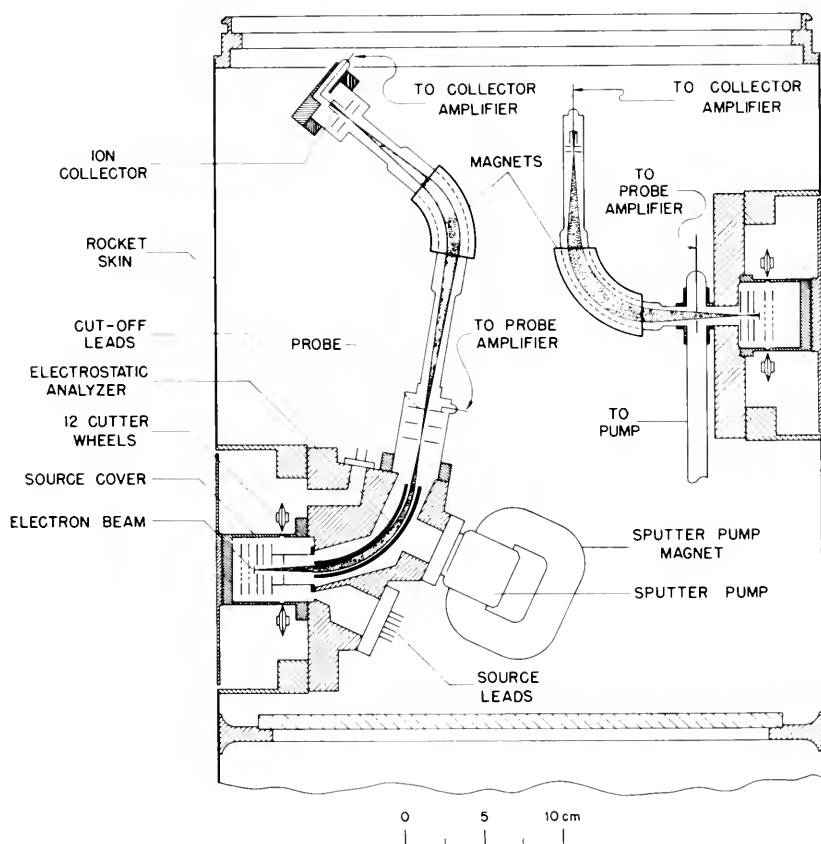 TO COLLECTOR
AMPLIFIER
TO COLLECTOR
AMPLIFIER
ION
COLLECTOR
MAGNETS
TO
PROBE
AMPLIFIER
ROCKET
SKIN
CUT-OFF
LEADS
PROBE
TO PROBE
AMPLIFIER
ELECTROSTATIC
ANALYZER
12 CUTTER
WHEELS
TO
PUMP
SOURCE COVER
ELECTRON BEAM
SPUTTER PUMP
MAGNET
SPUTTER PUMP
SOURCE
LEADS
0 5 10 cm